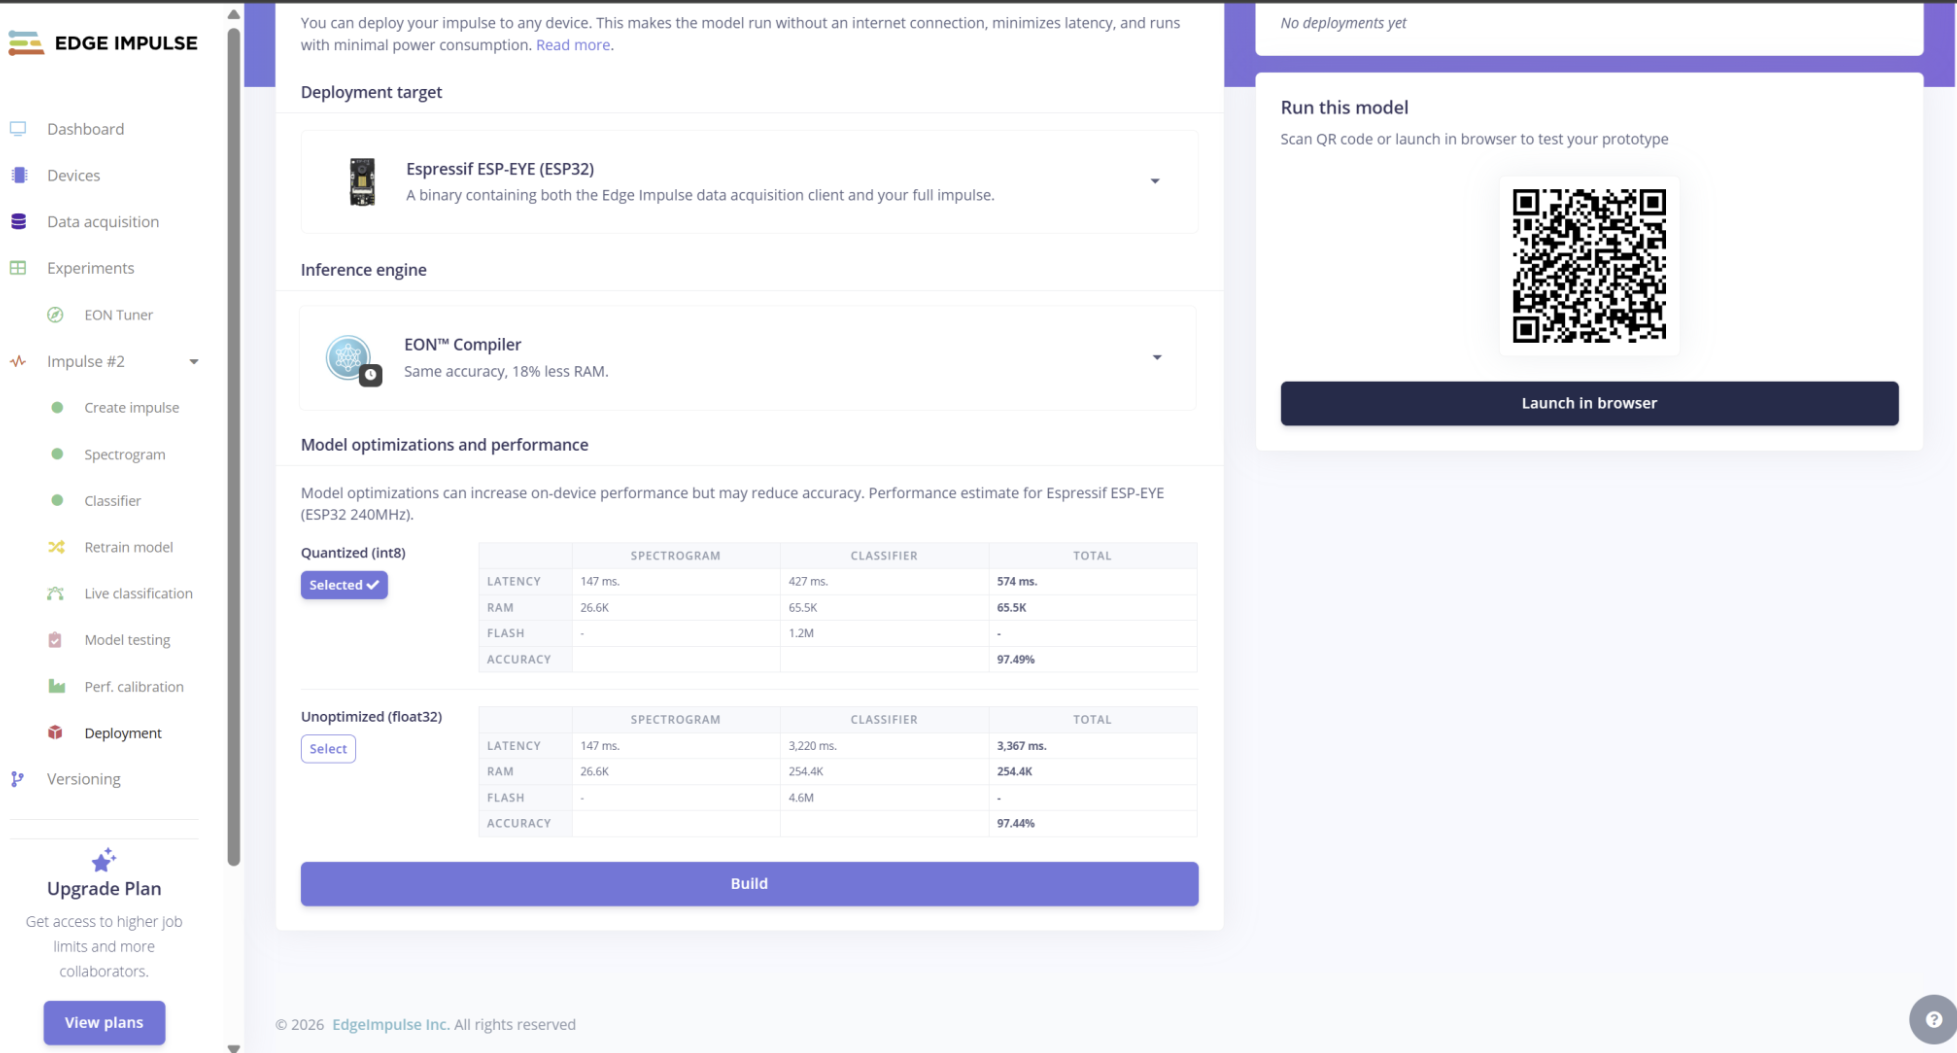 EDGE IMPULSE
Dashboard
Devices
Data acquisition
Experiments
EON Tuner
Impulse #2
Create impulse
Spectrogram
Classifier
Retrain model
Live classification
Model testing
Perf. calibration
Deployment
Versioning
Upgrade Plan
Get access to higher job
limits and more
collaborators.
View plans
You can deploy your impulse to any device. This makes the model run without an internet connection, minimizes latency, and runs
with minimal power consumption. Read more.
Deployment target
Espressif ESP-EYE (ESP32)
A binary containing both the Edge Impulse data acquisition client and your full impulse.
Inference engine
EON™ Compiler
Same accuracy, 18% less RAM.
Model optimizations and performance
Model optimizations can increase on-device performance but may reduce accuracy. Performance estimate for Espressif ESP-EYE
(ESP32 240MHz).
Quantized (int8)
Selected
SPECTROGRAM CLASSIFIER TOTAL
LATENCY 147 ms. 427 ms. 574 ms.
RAM 26.6K 65.5K 65.5K
FLASH - 1.2M -
ACCURACY 97.49%
Unoptimized (float32)
Select
SPECTROGRAM CLASSIFIER TOTAL
LATENCY 147 ms. 3,220 ms. 3,367 ms.
RAM 26.6K 254.4K 254.4K
FLASH - 4.6M -
ACCURACY 97.44%
Build
© 2026 EdgeImpulse Inc. All rights reserved
No deployments yet
Run this model
Scan QR code or launch in browser to test your prototype
Launch in browser
?